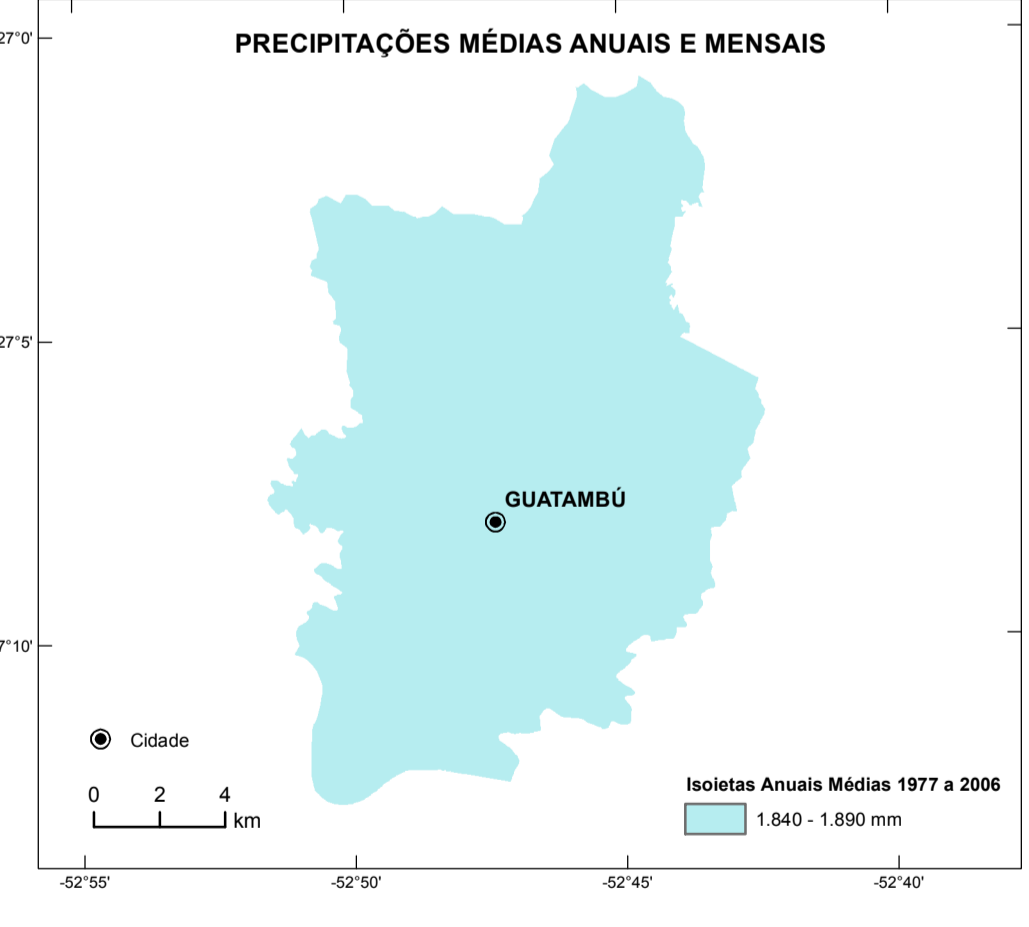 PRECIPITAÇÕES MÉDIAS ANUAIS E MENSAIS
27°0'
27°5'
GUATAMBÚ
7°10'
Cidade
0 2 4
km
Isoietas Anuais Médias 1977 a 2006
1.840 - 1.890 mm
-52°55' -52°50' -52°45' -52°40'